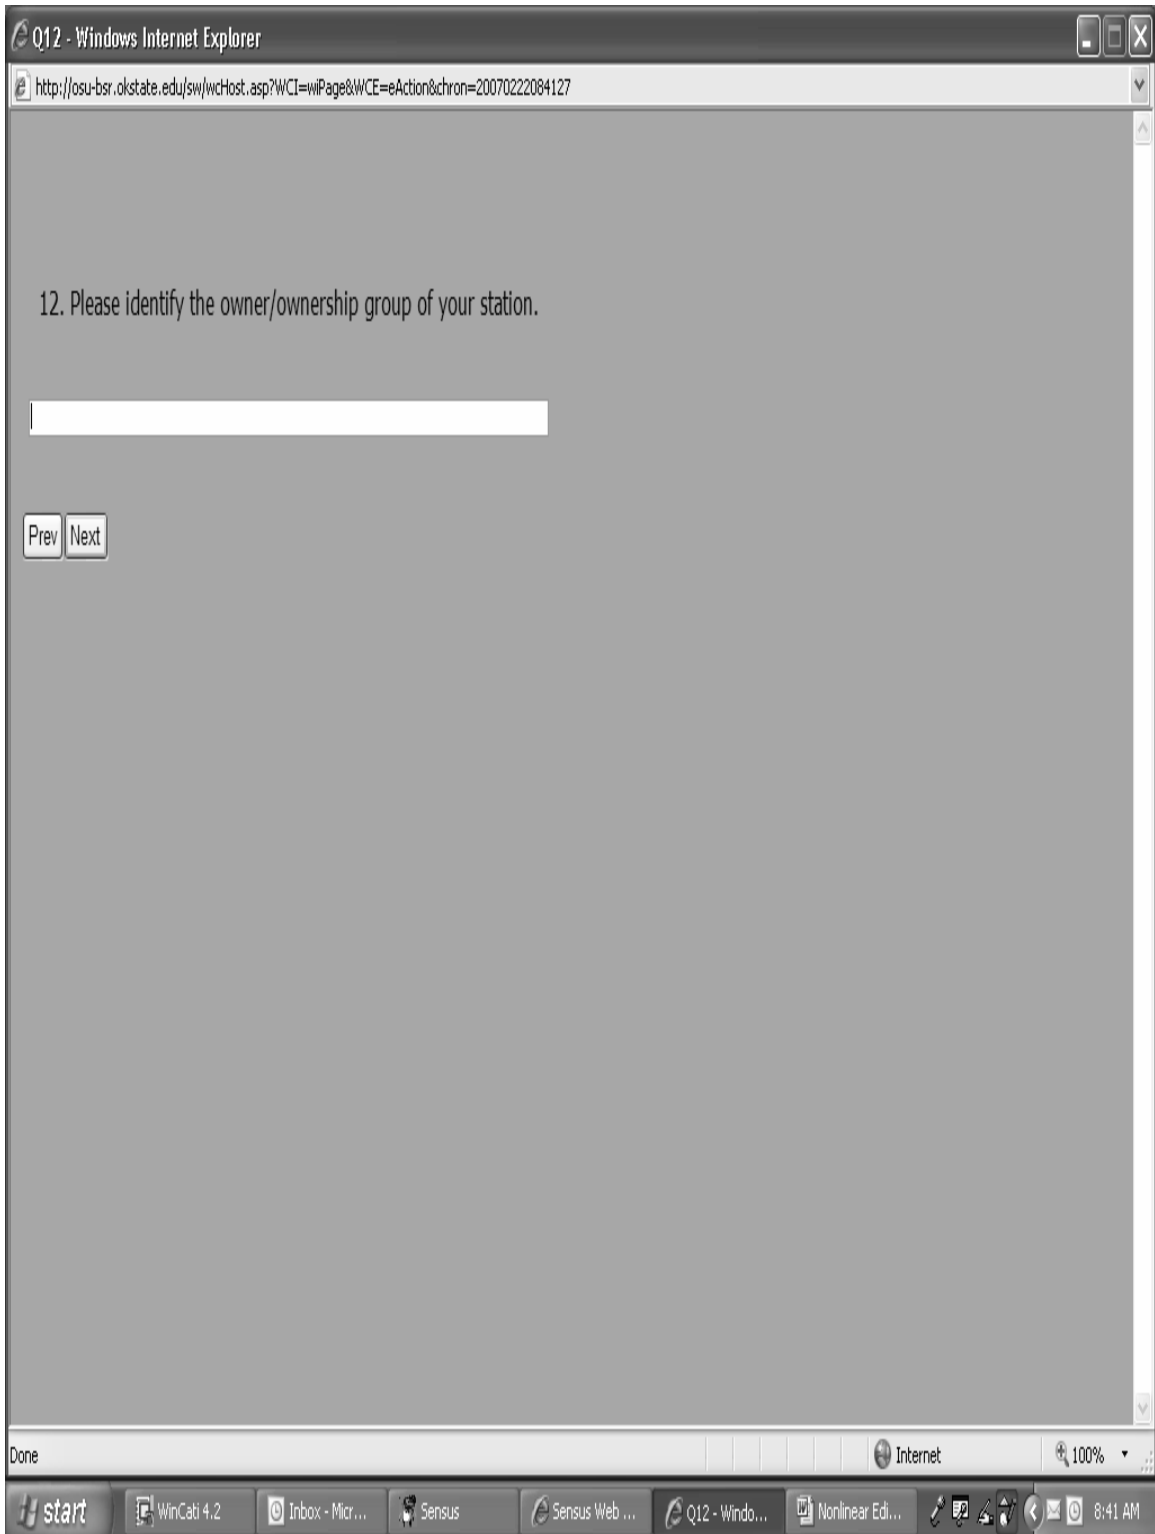 Q12 - Windows Internet Explorer
http://osu-bsr.okstate.edu/sw/wcHost.asp?WCI=wiPage&WCE=eAction&chron=20070222084127
12. Please identify the owner/ownership group of your station.
Prev Next
Done Internet 100%
start WinCati 4.2 Inbox - Micr... Sensus Sensus Web ... Q12 - Windo... Nonlinear Edi... 8:41 AM